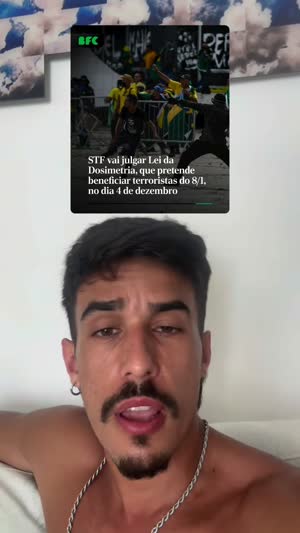 BFC
STF vai julgar Lei da
Dosimetria, que pretende
beneficiar terroristas do 8/1,
no dia 4 de dezembro